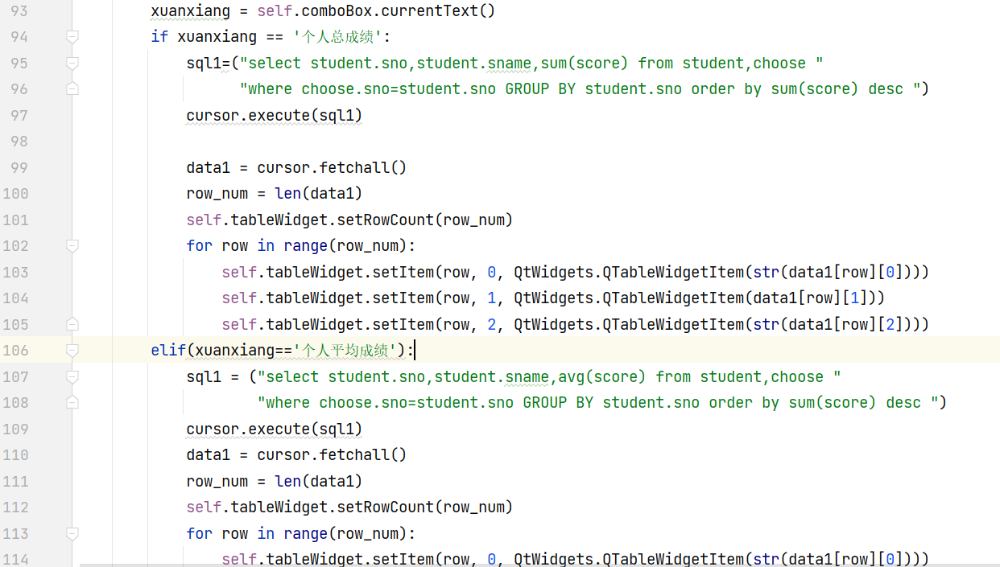 93 xuanxiang = self.comboBox.currentText()
94 if xuanxiang == '个人总成绩':
95 sql1=("select student.sno,student.sname,sum(score) from student,choose "
96 "where choose.sno=student.sno GROUP BY student.sno order by sum(score) desc ")
97 cursor.execute(sql1)
98
99 data1 = cursor.fetchall()
100 row_num = len(data1)
101 self.tableWidget.setRowCount(row_num)
102 for row in range(row_num):
103 self.tableWidget.setItem(row, 0, QtWidgets.QTableWidgetItem(str(data1[row][0])))
104 self.tableWidget.setItem(row, 1, QtWidgets.QTableWidgetItem(data1[row][1]))
105 self.tableWidget.setItem(row, 2, QtWidgets.QTableWidgetItem(str(data1[row][2])))
106 elif(xuanxiang=='个人平均成绩'):
107 sql1 = ("select student.sno,student.sname,avg(score) from student,choose "
108 "where choose.sno=student.sno GROUP BY student.sno order by sum(score) desc ")
109 cursor.execute(sql1)
110 data1 = cursor.fetchall()
111 row_num = len(data1)
112 self.tableWidget.setRowCount(row_num)
113 for row in range(row_num):
114 self.tableWidget.setItem(row, 0, QtWidgets.QTableWidgetItem(str(data1[row][0])))